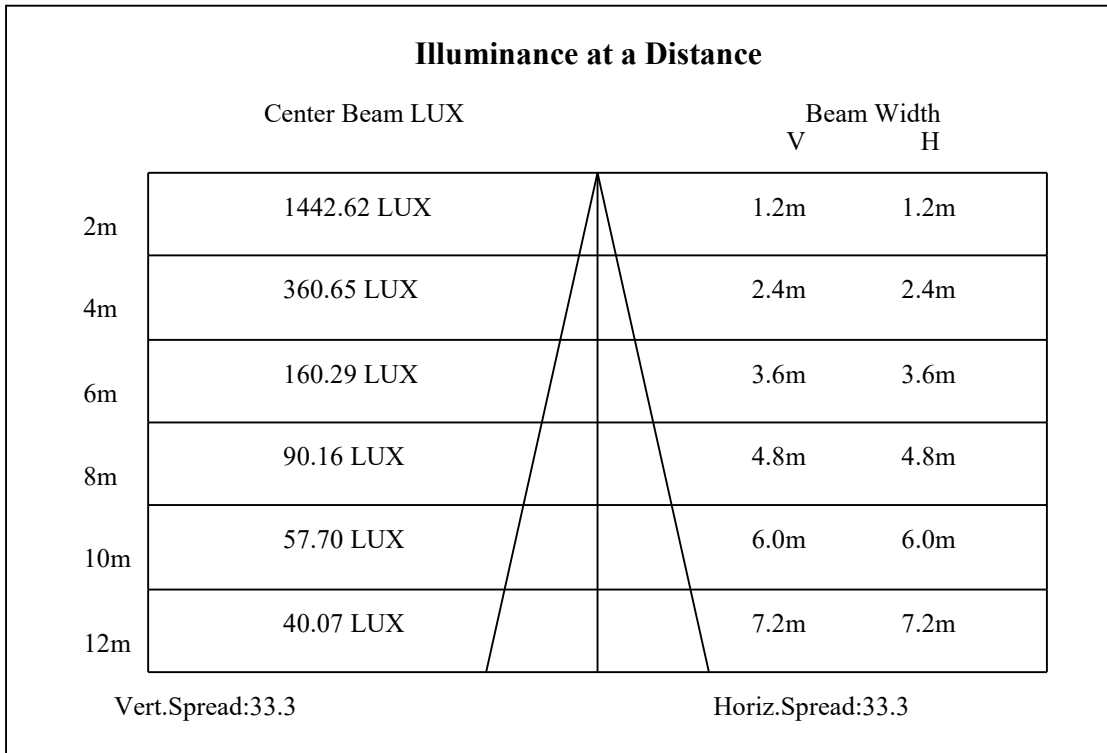 Illuminance at a Distance
Center Beam LUX Beam Width
V H
2m 1442.62 LUX 1.2m 1.2m
4m 360.65 LUX 2.4m 2.4m
6m 160.29 LUX 3.6m 3.6m
8m 90.16 LUX 4.8m 4.8m
10m 57.70 LUX 6.0m 6.0m
12m 40.07 LUX 7.2m 7.2m
Vert.Spread:33.3 Horiz.Spread:33.3